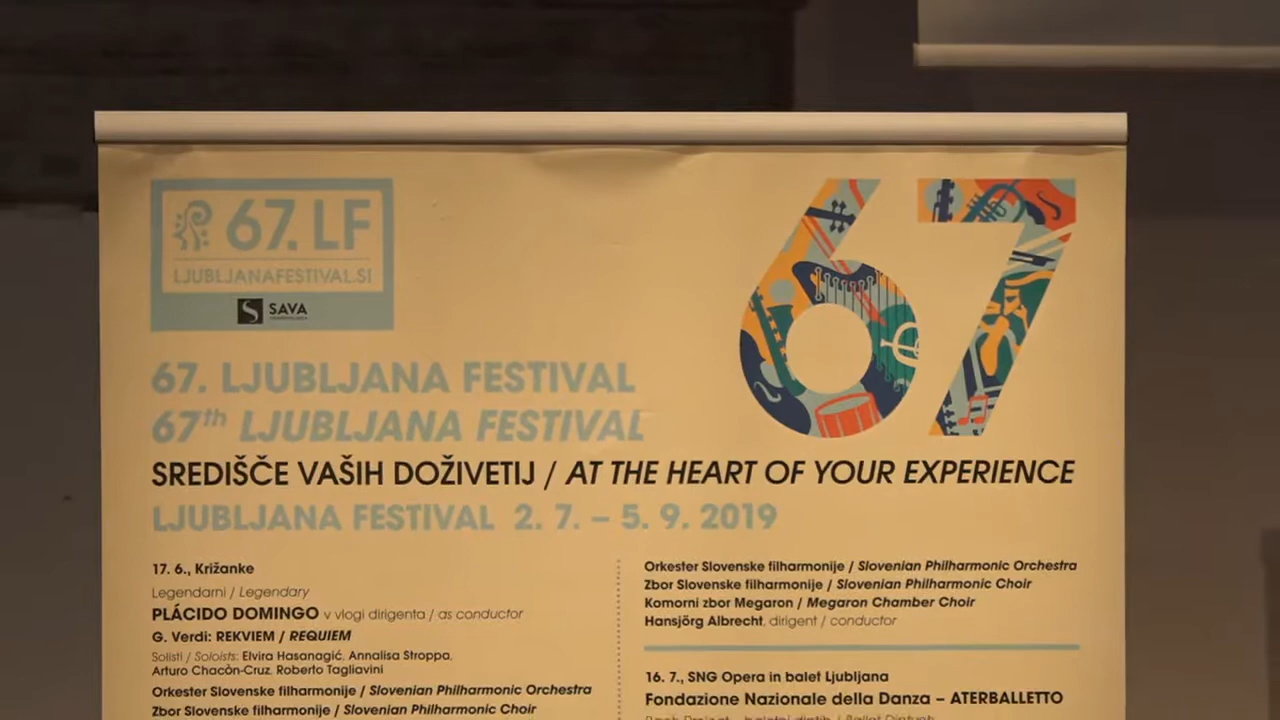 67. LF
LJUBLJANAFESTIVAL.SI
SAVA
67
67. LJUBLJANA FESTIVAL
67th LJUBLJANA FESTIVAL
SREDIŠČE VAŠIH DOŽIVETIJ / AT THE HEART OF YOUR EXPERIENCE
LJUBLJANA FESTIVAL 2. 7. – 5. 9. 2019
17. 6., Križanke
Legendarni / Legendary
PLÁCIDO DOMINGO v vlogi dirigenta / as conductor
G. Verdi: REKVIEM / REQUIEM
Solisti / Soloists: Elvira Hasanagić, Annalisa Stroppa,
Arturo Chacòn-Cruz, Roberto Tagliavini
Orkester Slovenske filharmonije / Slovenian Philharmonic Orchestra
Zbor Slovenske filharmonije / Slovenian Philharmonic Choir
Orkester Slovenske filharmonije / Slovenian Philharmonic Orchestra
Zbor Slovenske filharmonije / Slovenian Philharmonic Choir
Komorni zbor Megaron / Megaron Chamber Choir
Hansjörg Albrecht, dirigent / conductor
16. 7., SNG Opera in balet Ljubljana
Fondazione Nazionale della Danza – ATERBALLETTO